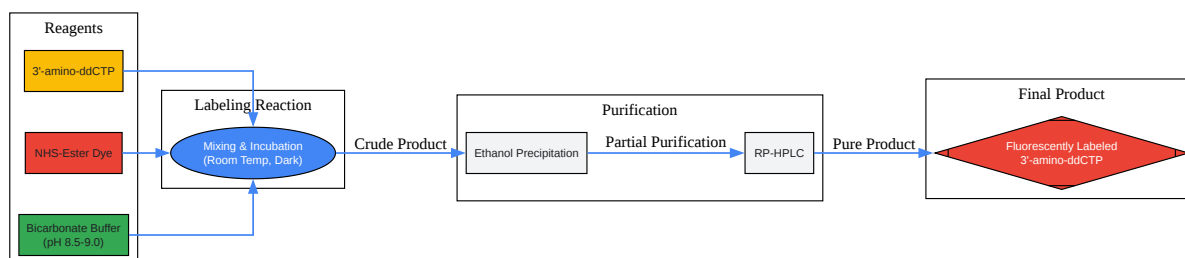 Reagents
3'-amino-ddCTP
NHS-Ester Dye
Bicarbonate Buffer
(pH 8.5-9.0)
Labeling Reaction
Mixing & Incubation
(Room Temp, Dark)
Crude Product
Purification
Ethanol Precipitation
Partial Purification
RP-HPLC
Pure Product
Final Product
Fluorescently Labeled
3'-amino-ddCTP